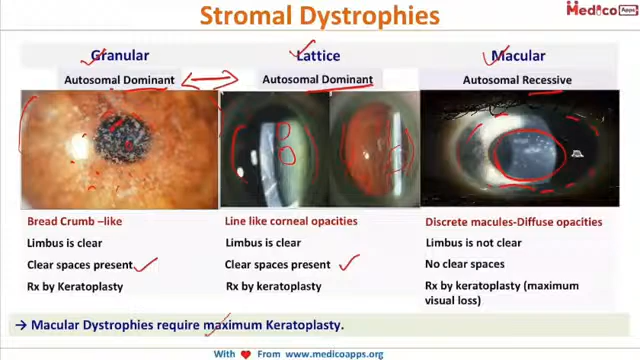 Stromal Dystrophies
Medico Apps
Granular
Autosomal Dominant
Bread Crumb –like
Limbus is clear
Clear spaces present
Rx by Keratoplasty
Lattice
Autosomal Dominant
Line like corneal opacities
Limbus is clear
Clear spaces present
Rx by keratoplasty
Macular
Autosomal Recessive
Discrete macules-Diffuse opacities
Limbus is not clear
No clear spaces
Rx by keratoplasty (maximum
visual loss)
→ Macular Dystrophies require maximum Keratoplasty.
With ❤ From www.medicoapps.org